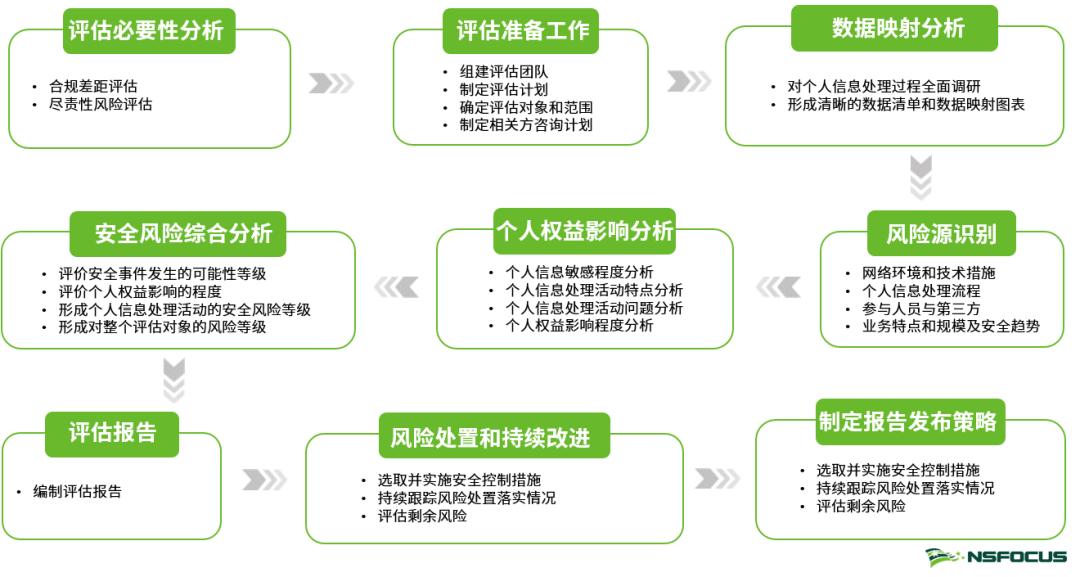 评估必要性分析
• 合规差距评估
• 尽责性风险评估
评估准备工作
• 组建评估团队
• 制定评估计划
• 确定评估对象和范围
• 制定相关方咨询计划
数据映射分析
• 对个人信息处理过程全面调研
• 形成清晰的数据清单和数据映射图表
风险源识别
• 网络环境和技术措施
• 个人信息处理流程
• 参与人员与第三方
• 业务特点和规模及安全趋势
个人权益影响分析
• 个人信息敏感程度分析
• 个人信息处理活动特点分析
• 个人信息处理活动问题分析
• 个人权益影响程度分析
安全风险综合分析
• 评价安全事件发生的可能性等级
• 评价个人权益影响的程度
• 形成个人信息处理活动的安全风险等级
• 形成对整个评估对象的风险等级
评估报告
• 编制评估报告
风险处置和持续改进
• 选取并实施安全控制措施
• 持续跟踪风险处置落实情况
• 评估剩余风险
制定报告发布策略
• 选取并实施安全控制措施
• 持续跟踪风险处置落实情况
• 评估剩余风险
NSFOCUS